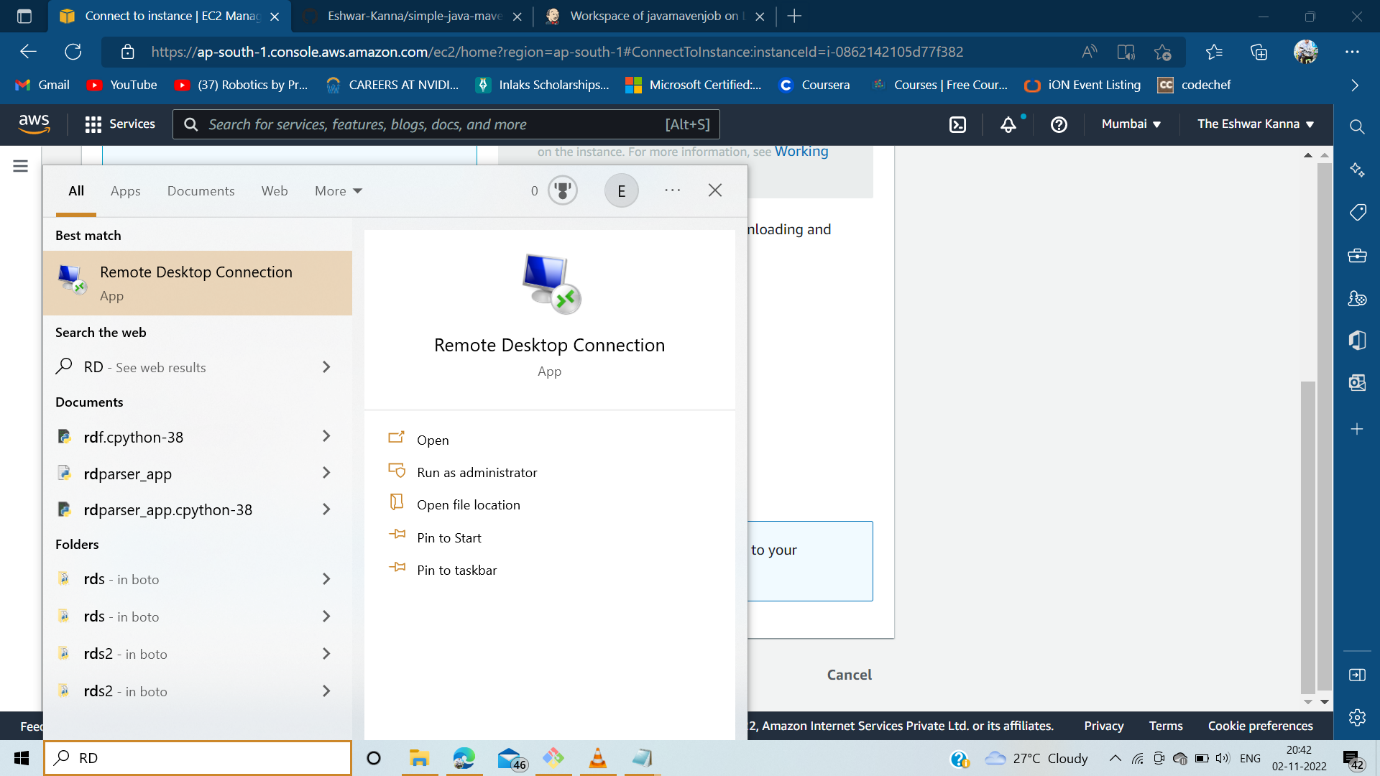 Connect to instance | EC2 Manag
Eshwar-Kanna/simple-java-mave
Workspace of javamavenjob on
https://ap-south-1.console.aws.amazon.com/ec2/home?region=ap-south-1#ConnectToInstance:instanceId=i-0862142105d77f382
Gmail
YouTube
(37) Robotics by Pr...
CAREERS AT NVIDI...
Inlaks Scholarships...
Microsoft Certified:...
Coursera
Courses | Free Cour...
iON Event Listing
codechef
aws
Services
Search for services, features, blogs, docs, and more
[Alt+S]
Mumbai
The Eshwar Kanna
on the instance. For more information, see Working
All
Apps
Documents
Web
More
0
E
nloading and
Best match
Remote Desktop Connection
App
Search the web
RD - See web results
Documents
rdf.cpython-38
rdparser_app
rdparser_app.cpython-38
Folders
rds - in boto
rds - in boto
rds2 - in boto
rds2 - in boto
Remote Desktop Connection
App
Open
Run as administrator
Open file location
Pin to Start
Pin to taskbar
to your
Cancel
Feed
2, Amazon Internet Services Private Ltd. or its affiliates.
Privacy
Terms
Cookie preferences
RD
46
27°C Cloudy
ENG
20:42
02-11-2022
42